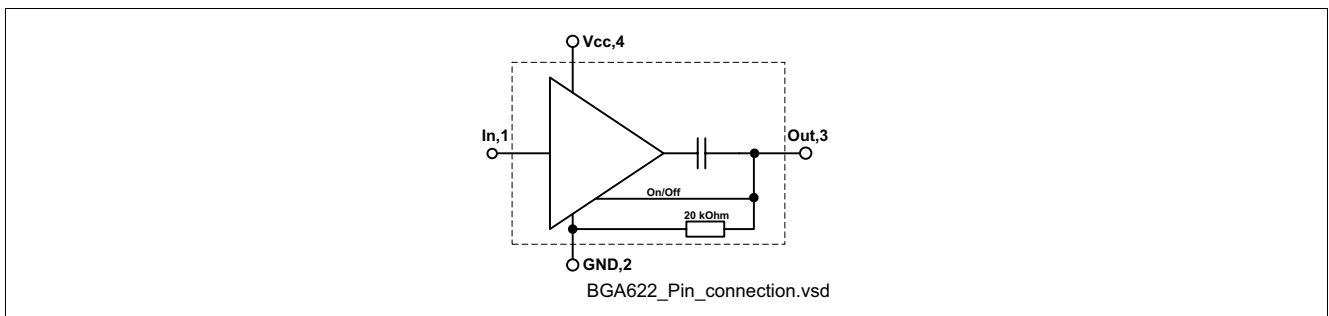 Vcc,4
In,1
Out,3
On/Off
20 kOhm
GND,2
BGA622_Pin_connection.vsd